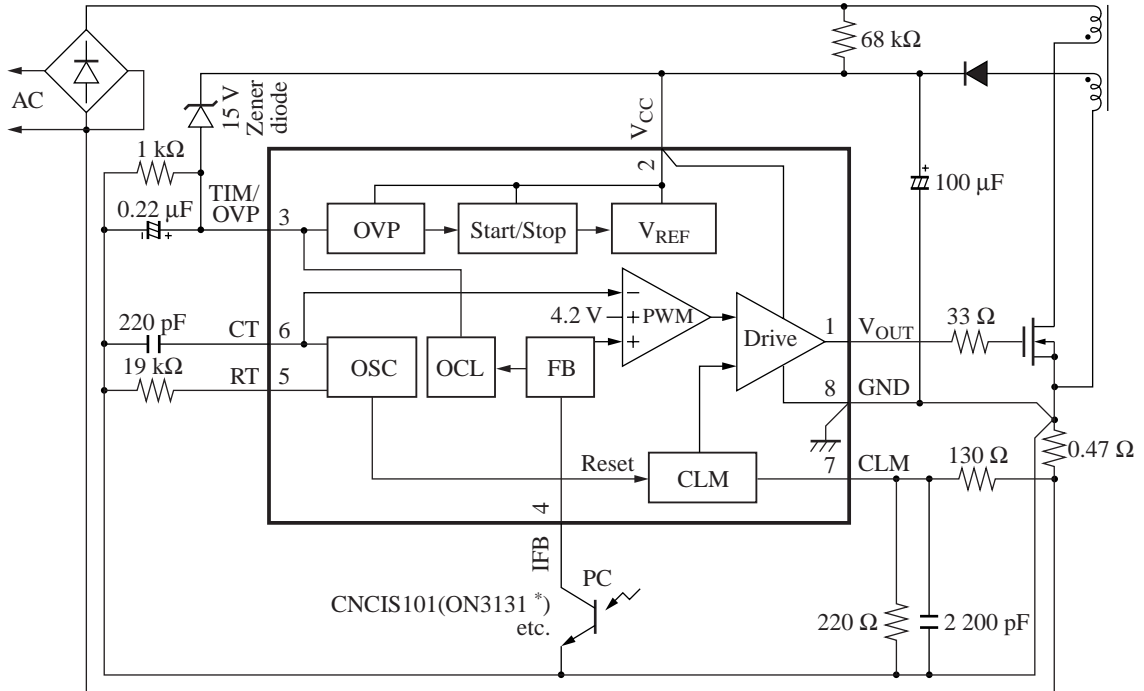 68 kΩ
AC
15 V
Zener
diode
VCC
2
1 kΩ
0.22 µF
TIM/
OVP
3
100 µF
OVP
Start/Stop
VREF
220 pF
CT
6
4.2 V
−
+
+
PWM
Drive
1
VOUT
33 Ω
19 kΩ
RT
5
OSC
OCL
FB
8
GND
0.47 Ω
Reset
CLM
7
CLM
130 Ω
4
IFB
PC
CNCIS101(ON3131 *)
etc.
220 Ω
2 200 pF